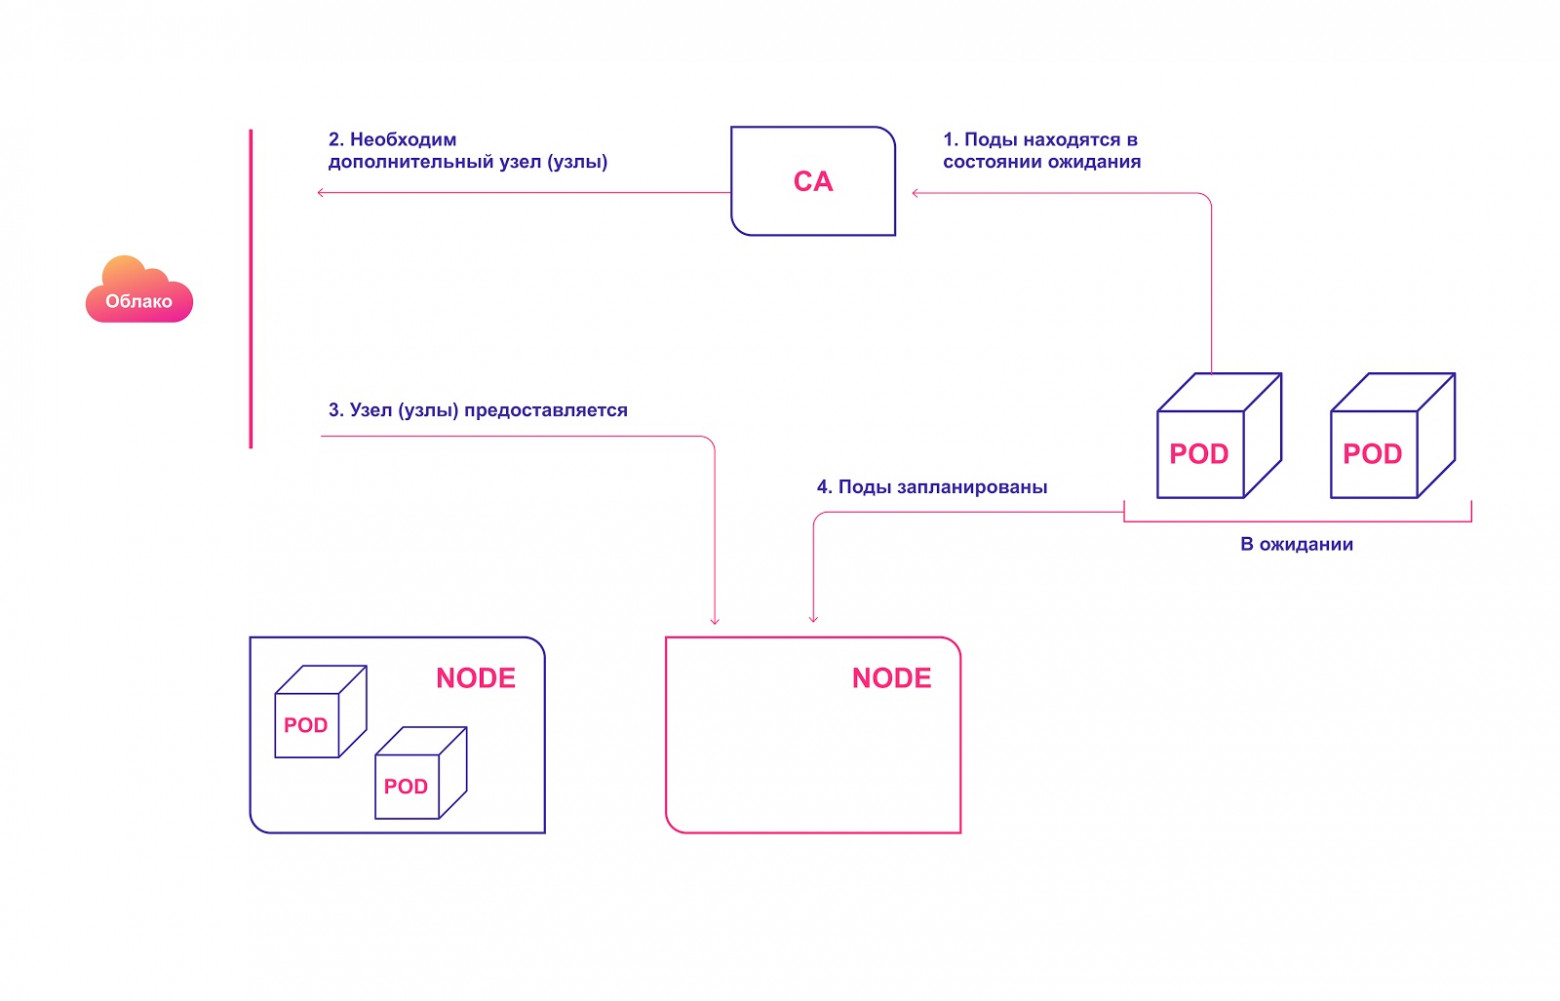 2. Необходим
дополнительный узел (узлы)
CA
1. Поды находятся в
состоянии ожидания
Облако
3. Узел (узлы) предоставляется
POD
POD
4. Поды запланированы
В ожидании
NODE
POD
POD
NODE